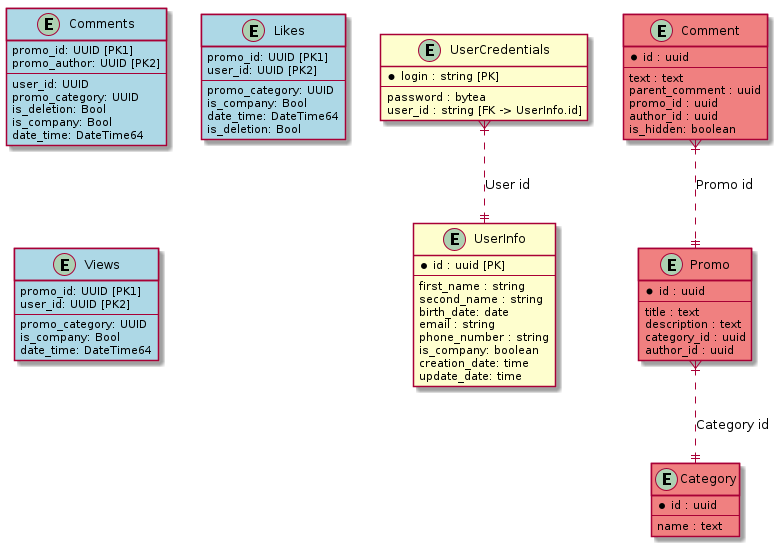 E Comments
promo_id: UUID [PK1]
promo_author: UUID [PK2]
user_id: UUID
promo_category: UUID
is_deletion: Bool
is_company: Bool
date_time: DateTime64
E Likes
promo_id: UUID [PK1]
user_id: UUID [PK2]
promo_category: UUID
is_company: Bool
date_time: DateTime64
is_deletion: Bool
E UserCredentials
login : string [PK]
password : bytea
user_id : string [FK -> UserInfo.id]
E Comment
id : uuid
text : text
parent_comment : uuid
promo_id : uuid
author_id : uuid
is_hidden: boolean
User id
Promo id
E Views
promo_id: UUID [PK1]
user_id: UUID [PK2]
promo_category: UUID
is_company: Bool
date_time: DateTime64
E UserInfo
id : uuid [PK]
first_name : string
second_name : string
birth_date: date
email : string
phone_number : string
is_company: boolean
creation_date: time
update_date: time
E Promo
id : uuid
title : text
description : text
category_id : uuid
author_id : uuid
Category id
E Category
id : uuid
name : text